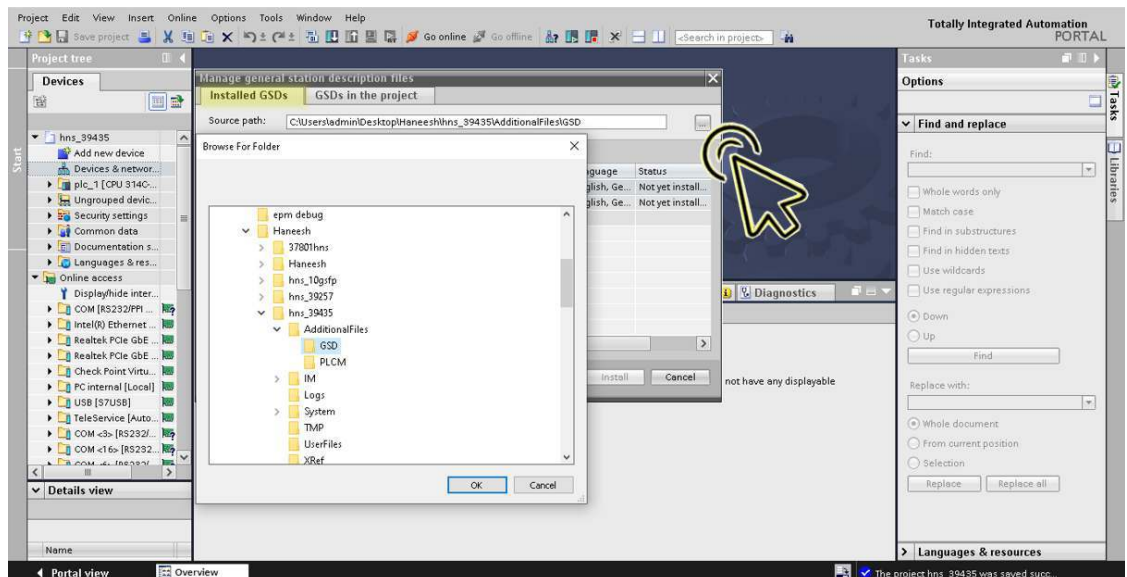 Project Edit View Insert Online Options Tools Window Help
Totally Integrated Automation
PORTAL
Save project
Go online
Go offline
<Search in project>
Project tree
Devices
hns_39435
Add new device
Devices & networ...
plc_1 [CPU 314C-...
Ungrouped devic...
Security settings
Common data
Documentation s...
Languages & res...
Online access
Display/hide inter...
COM [RS232/PPI ...
Intel(R) Ethernet ...
Realtek PCIe GbE ...
Realtek PCIe GbE ...
Check Point Virtu...
PC internal [Local]
USB [S7USB]
TeleService [Auto...
COM <3> [RS232/...
COM <16> [RS232...
Details view
Name
Start
Manage general station description files
Installed GSDs
GSDs in the project
Source path: C:\Users\admin\Desktop\Haneesh\hns_39435\AdditionalFiles\GSD
...
Status
glish, Ge... Not yet install...
glish, Ge... Not yet install...
Install
Cancel
Browse For Folder
epm debug
Haneesh
37801hns
Haneesh
hns_10gsfp
hns_39257
hns_39435
AdditionalFiles
GSD
PLCM
IM
Logs
System
TMP
UserFiles
XRef
OK
Cancel
Diagnostics
not have any displayable
Tasks
Options
Find and replace
Find:
Whole words only
Match case
Find in substructures
Find in hidden texts
Use wildcards
Use regular expressions
Down
Up
Find
Replace with:
Whole document
From current position
Selection
Replace
Replace all
Languages & resources
Tasks
Libraries
Portal view
Overview
The project hns_39435 was saved succ...